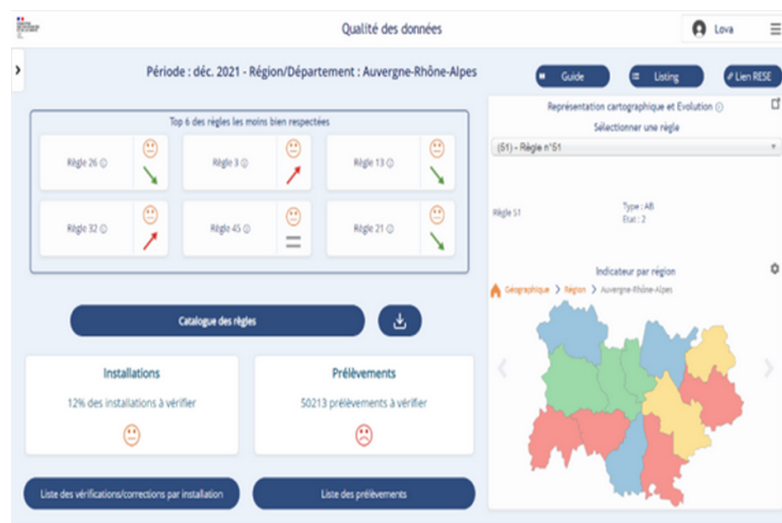 Qualité des données
Lova
Période : déc. 2021 - Région/Département : Auvergne-Rhône-Alpes
Guide
Listing
Lien RESE
Top 6 des règles les moins bien respectées
Règle 26
Règle 3
Règle 13
Règle 32
Règle 45
Règle 21
Catalogue des règles
Installations
12% des installations à vérifier
Prélèvements
50213 prélèvements à vérifier
Liste des vérifications/corrections par installation
Liste des prélèvements
Représentation cartographique et Evolution
Sélectionner une règle
(51) - Règle n°51
Règle 51
Type : AB
Etat : 2
Indicateur par région
Géographique > Région > Auvergne-Rhône-Alpes